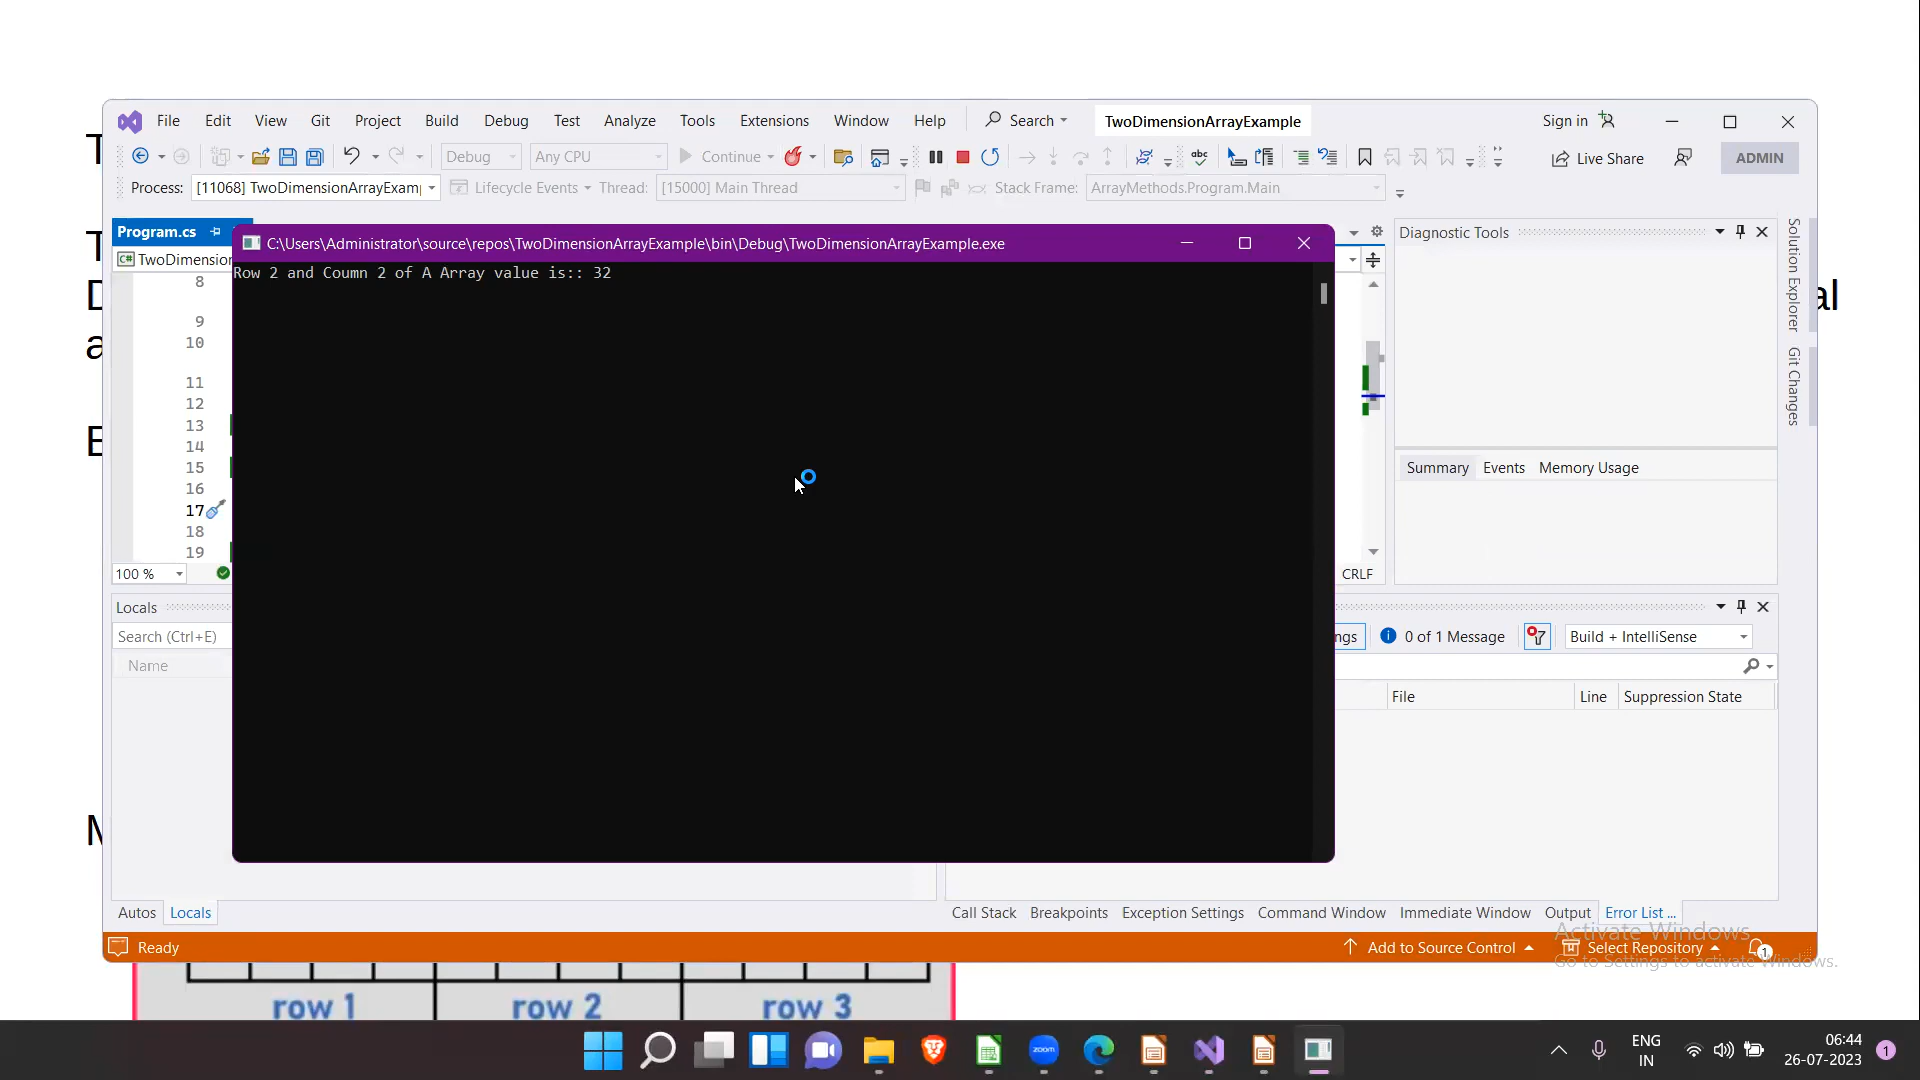 File Edit View Git Project Build Debug Test Analyze Tools Extensions Window Help Search TwoDimensionArrayExample Sign in
Debug Any CPU Continue Live Share ADMIN
Process: [11068] TwoDimensionArrayExam Lifecycle Events Thread: [15000] Main Thread Stack Frame: ArrayMethods.Program.Main
Program.cs
C:\Users\Administrator\source\repos\TwoDimensionArrayExample\bin\Debug\TwoDimensionArrayExample.exe
Diagnostic Tools
Solution Explorer
Git Changes
C# TwoDimension
Row 2 and Coumn 2 of A Array value is:: 32
8
9
10
11
12
13
14
15
16
17
18
19
al
Summary Events Memory Usage
100 %
CRLF
Locals
Search (Ctrl+E)
Name
ngs 0 of 1 Message Build + IntelliSense
File Line Suppression State
Autos Locals
Call Stack Breakpoints Exception Settings Command Window Immediate Window Output Error List ...
Activate Windows
Go to Settings to activate Windows.
Ready
Add to Source Control Select Repository 1
row 1 row 2 row 3
zoom
ENG
IN
06:44
26-07-2023
1